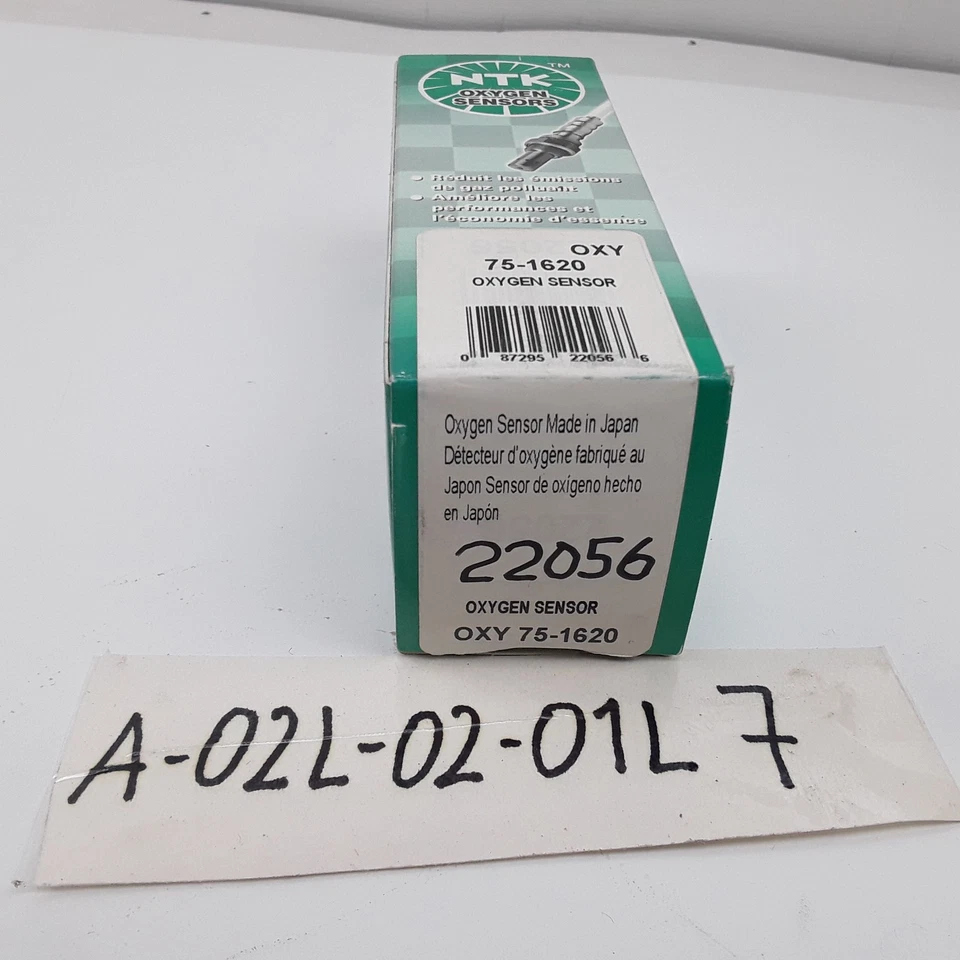 NTK ™
OXYGEN
SENSORS
• Réduit les émissions
de gaz polluant
• Améliore les
performances et
l'économie d'essence
OXY
75-1620
OXYGEN SENSOR
0 87295 22056 6
Oxygen Sensor Made in Japan
Détecteur d'oxygène fabriqué au
Japon Sensor de oxígeno hecho
en Japón
22056
OXYGEN SENSOR
OXY 75-1620
A-02L-02-01L 7